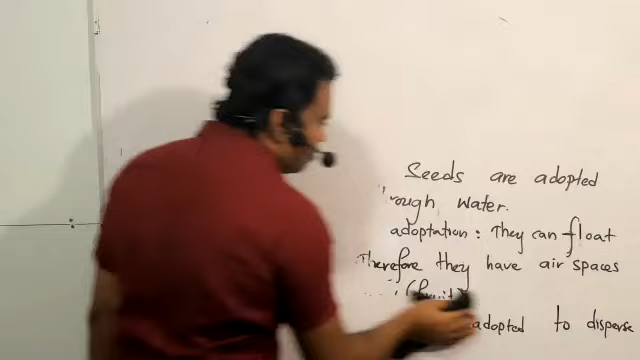 Seeds are adopted
rough water.
adoptation: They can float
Therefore they have air spaces
adopted to disperse